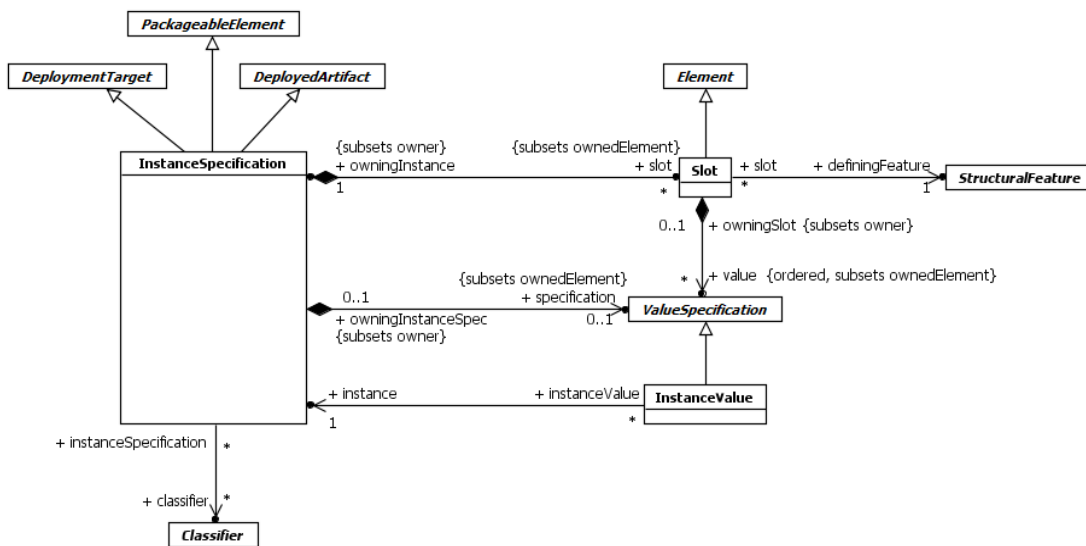 PackageableElement
DeploymentTarget
DeployedArtifact
Element
{subsets owner}
{subsets ownedElement}
InstanceSpecification
+ owningInstance
+ slot
Slot
+ slot
+ definingFeature
StructuralFeature
1
*
*
1
0..1
+ owningSlot {subsets owner}
{subsets ownedElement}
*
+ value {ordered, subsets ownedElement}
0..1
+ specification
ValueSpecification
+ owningInstanceSpec
0..1
{subsets owner}
+ instance
+ instanceValue
InstanceValue
1
*
+ instanceSpecification
*
+ classifier
*
Classifier